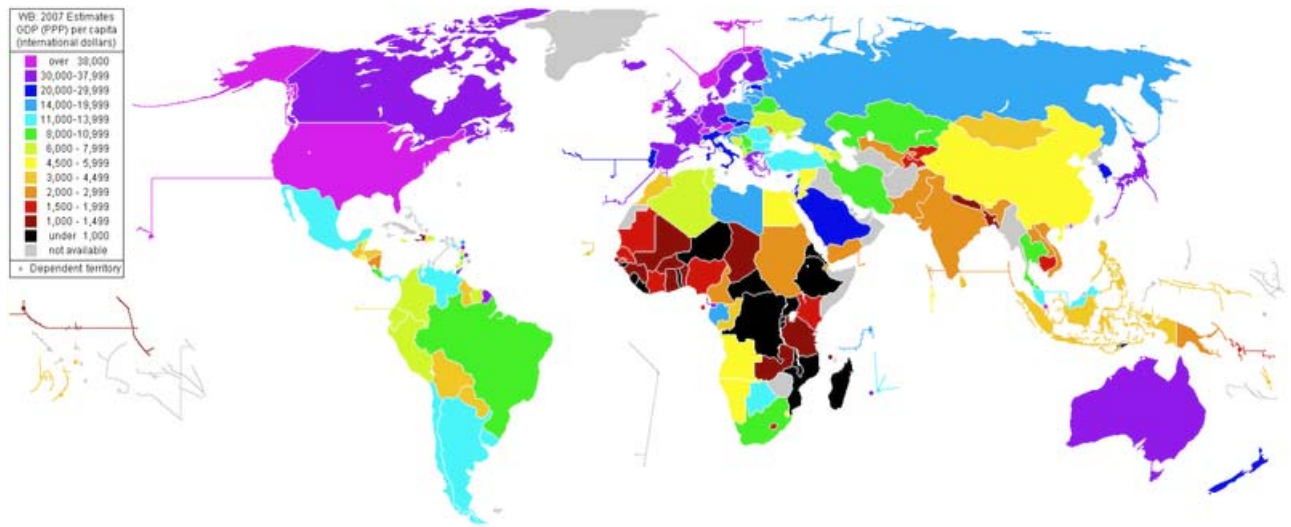 WB: 2007 Estimates
GDP (PPP) per capita
(international dollars)
over 38,000
30,000-37,999
20,000-29,999
14,000-19,999
11,000-13,999
8,000-10,999
6,000 - 7,999
4,500 - 5,999
3,000 - 4,499
2,000 - 2,999
1,500 - 1,999
1,000 - 1,499
under 1,000
not available
* Dependent territory